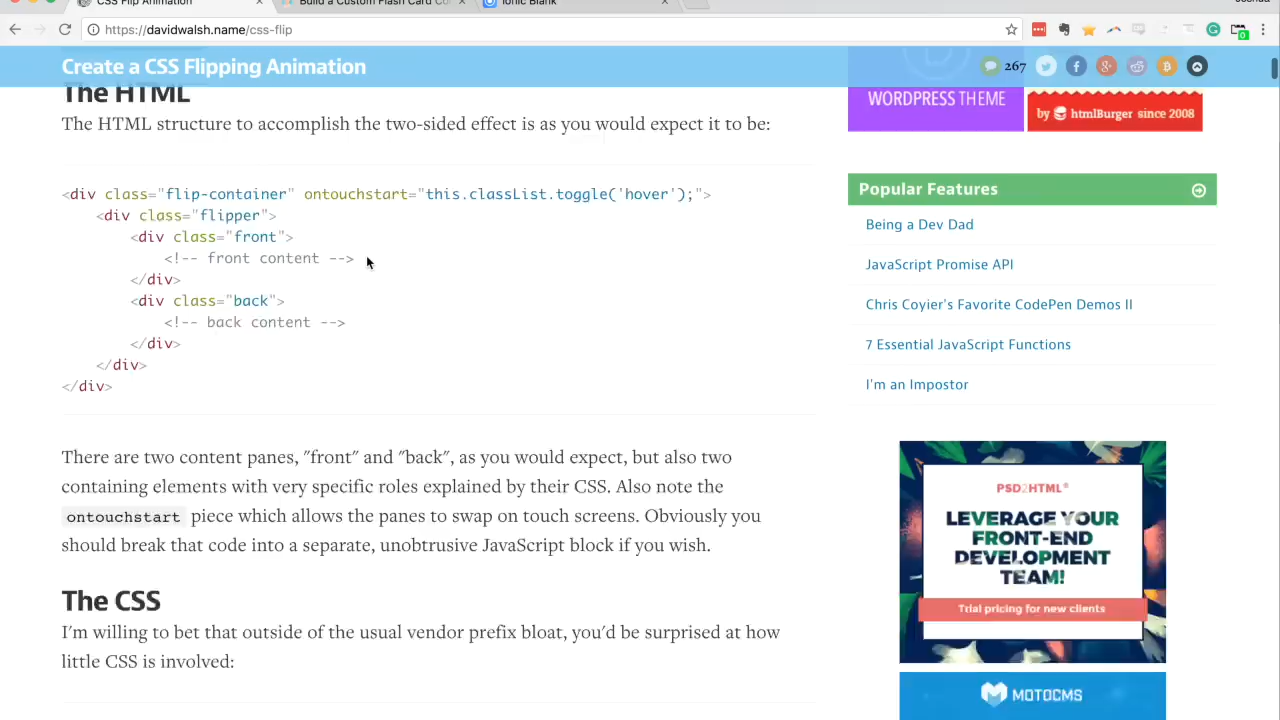 CSS Flip Animation
Build a Custom Flash Card Co
Ionic Blank
https://davidwalsh.name/css-flip
Create a CSS Flipping Animation
267
The HTML
The HTML structure to accomplish the two-sided effect is as you would expect it to be:
<div class="flip-container" ontouchstart="this.classList.toggle('hover');">
<div class="flipper">
<div class="front">
<!-- front content -->
</div>
<div class="back">
<!-- back content -->
</div>
</div>
</div>
There are two content panes, "front" and "back", as you would expect, but also two
containing elements with very specific roles explained by their CSS. Also note the
ontouchstart piece which allows the panes to swap on touch screens. Obviously you
should break that code into a separate, unobtrusive JavaScript block if you wish.
The CSS
I'm willing to bet that outside of the usual vendor prefix bloat, you'd be surprised at how
little CSS is involved:
WORDPRESS THEME
by htmlBurger since 2008
Popular Features
Being a Dev Dad
JavaScript Promise API
Chris Coyier's Favorite CodePen Demos II
7 Essential JavaScript Functions
I'm an Impostor
PSD2HTML®
LEVERAGE YOUR
FRONT-END
DEVELOPMENT
TEAM!
Trial pricing for new clients
MOTOCMS